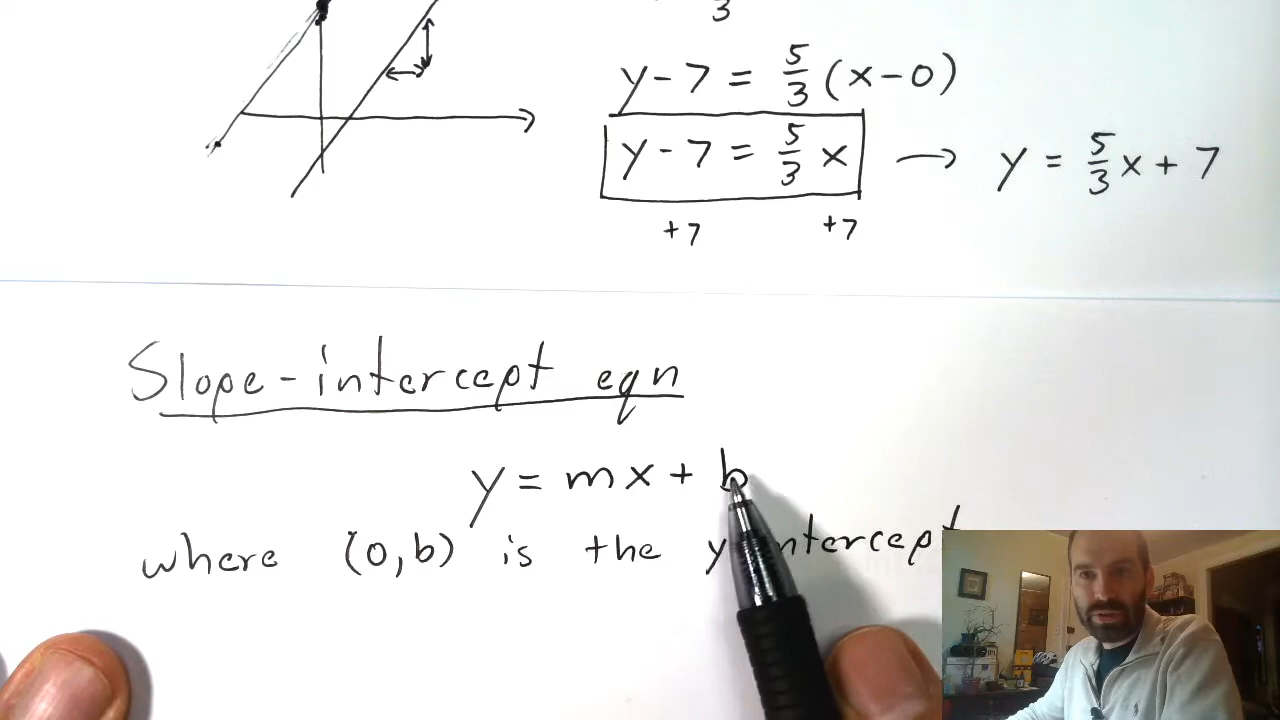 3
y - 7 = 5/3 (x - 0)
y - 7 = 5/3 x → y = 5/3 x + 7
+7 +7
Slope-intercept eqn
y = mx + b
where (0,b) is the y intercept